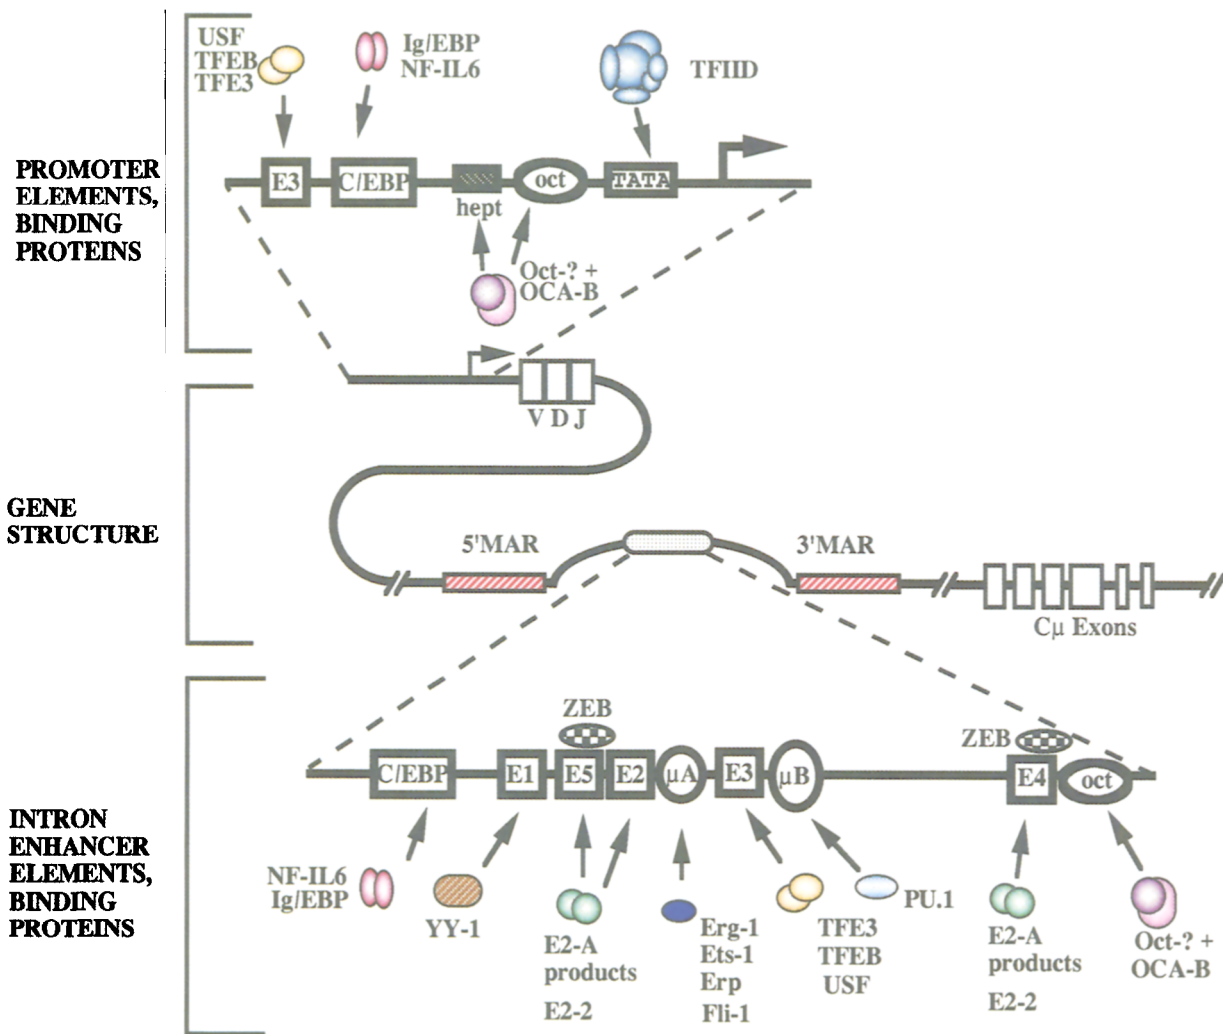 PROMOTER
ELEMENTS,
BINDING
PROTEINS
USF
TFEB
TFE3
Ig/EBP
NF-IL6
TFIID
E3
C/EBP
hept
oct
TATA
Oct-? +
OCA-B
GENE
STRUCTURE
V D J
5'MAR
3'MAR
Cμ Exons
INTRON
ENHANCER
ELEMENTS,
BINDING
PROTEINS
ZEB
ZEB
C/EBP
E1
E5
E2
μA
E3
μB
E4
oct
NF-IL6
Ig/EBP
YY-1
E2-A
products
E2-2
Erg-1
Ets-1
Erp
Fli-1
TFE3
TFEB
USF
PU.1
E2-A
products
E2-2
Oct-? +
OCA-B